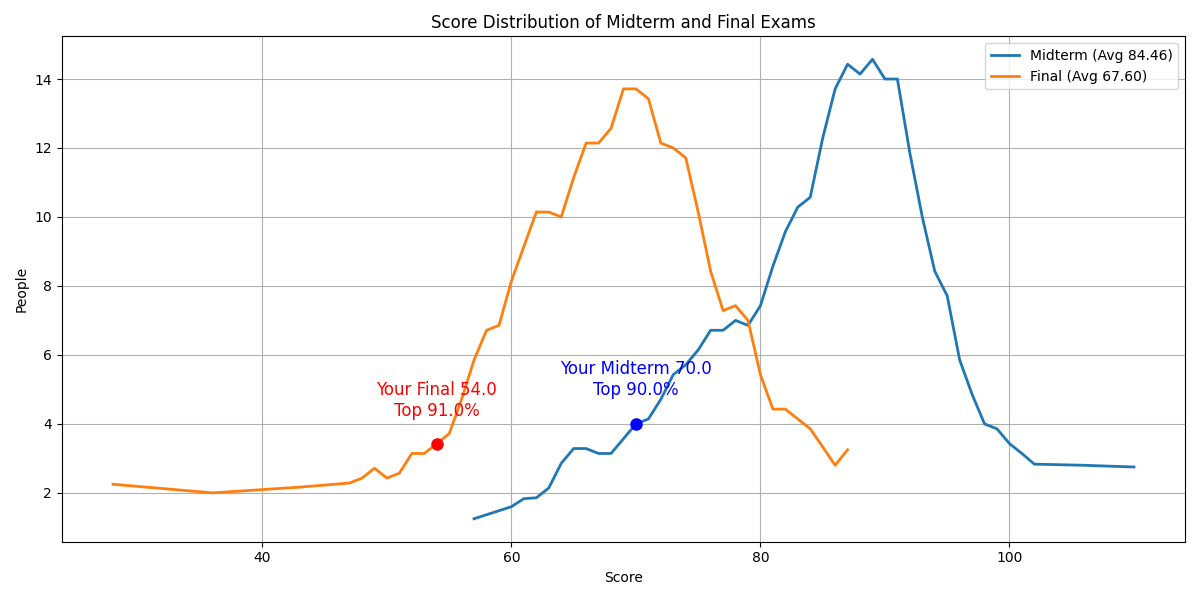 Score Distribution of Midterm and Final Exams
Midterm (Avg 84.46)
Final (Avg 67.60)
People
14
12
10
8
6
4
2
Your Midterm 70.0
Top 90.0%
Your Final 54.0
Top 91.0%
40 60 80 100
Score